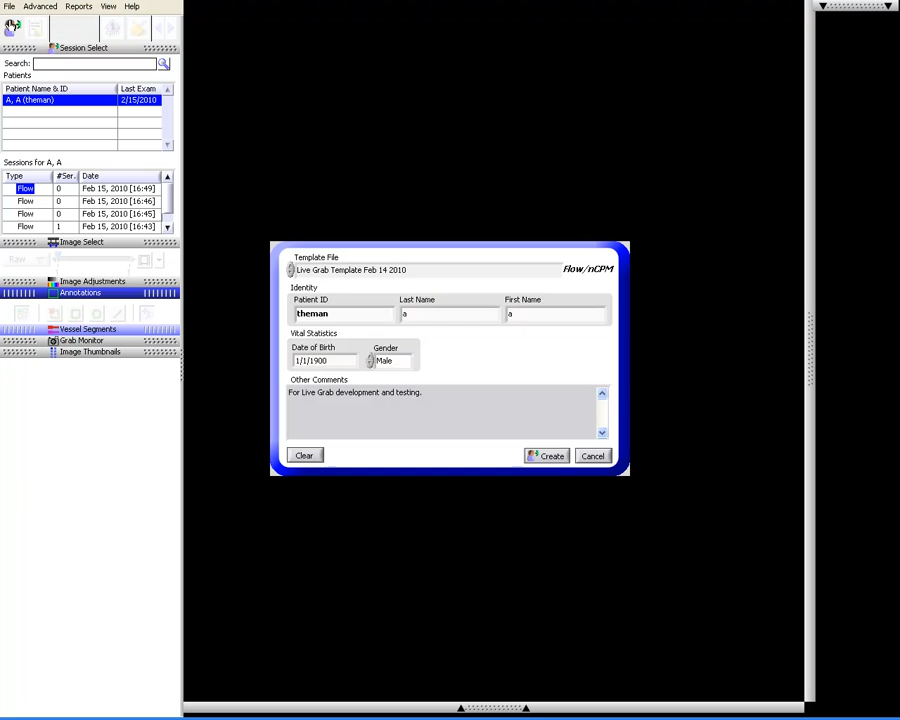 File Advanced Reports View Help
Session Select
Search:
Patients
Patient Name & ID Last Exam
A, A (theman) 2/15/2010
Sessions for A, A
Type #Ser. Date
Flow 0 Feb 15, 2010 [16:49]
Flow 0 Feb 15, 2010 [16:46]
Flow 0 Feb 15, 2010 [16:45]
Flow 1 Feb 15, 2010 [16:43]
Image Select
Raw
Image Adjustments
Annotations
Vessel Segments
Grab Monitor
Image Thumbnails
Template File
Live Grab Template Feb 14 2010 Flow/nCPM
Identity
Patient ID Last Name First Name
theman a a
Vital Statistics
Date of Birth Gender
1/1/1900 Male
Other Comments
For Live Grab development and testing.
Clear Create Cancel